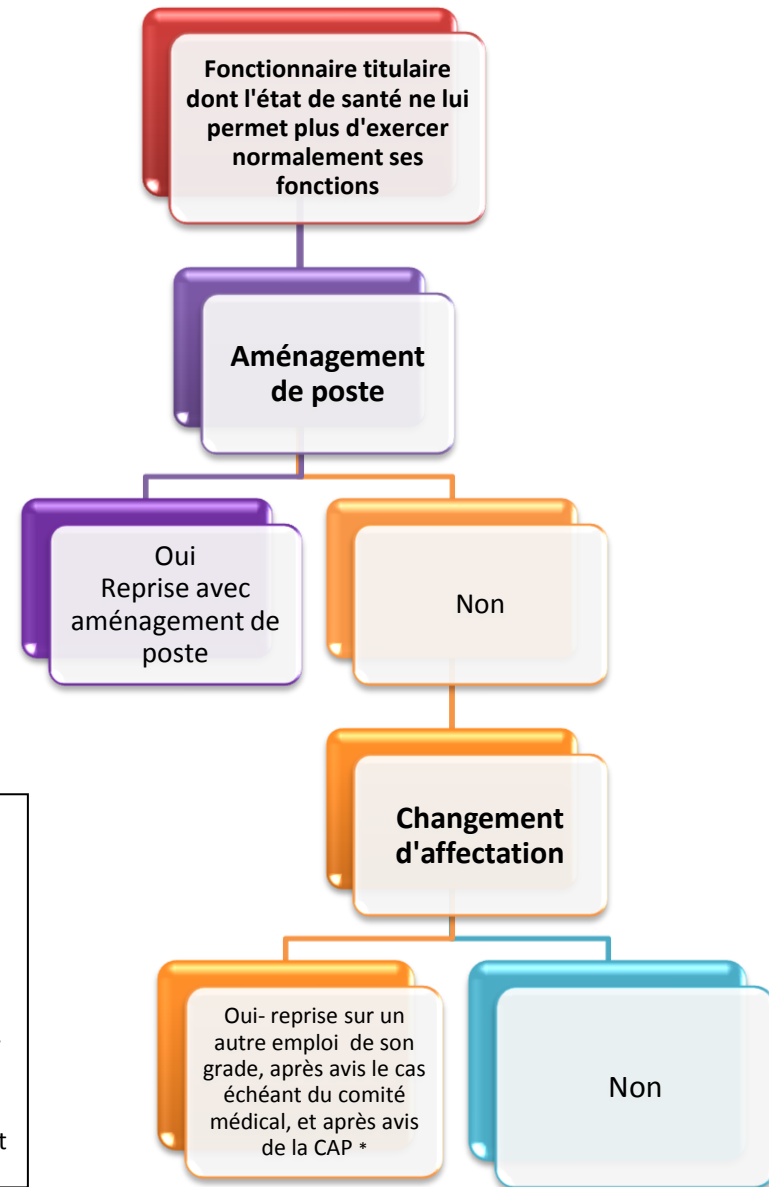 Fonctionnaire titulaire
dont l'état de santé ne lui
permet plus d'exercer
normalement ses
fonctions
Aménagement
de poste
Oui
Reprise avec
aménagement de
poste
Non
Changement
d'affectation
Oui- reprise sur un
autre emploi de son
grade, après avis le cas
échéant du comité
médical, et après avis
de la CAP *
Non